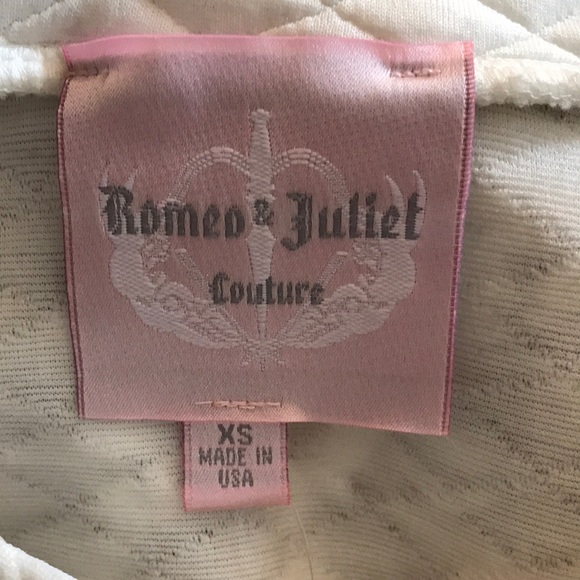 Romeo & Juliet
Couture
XS
MADE IN
USA